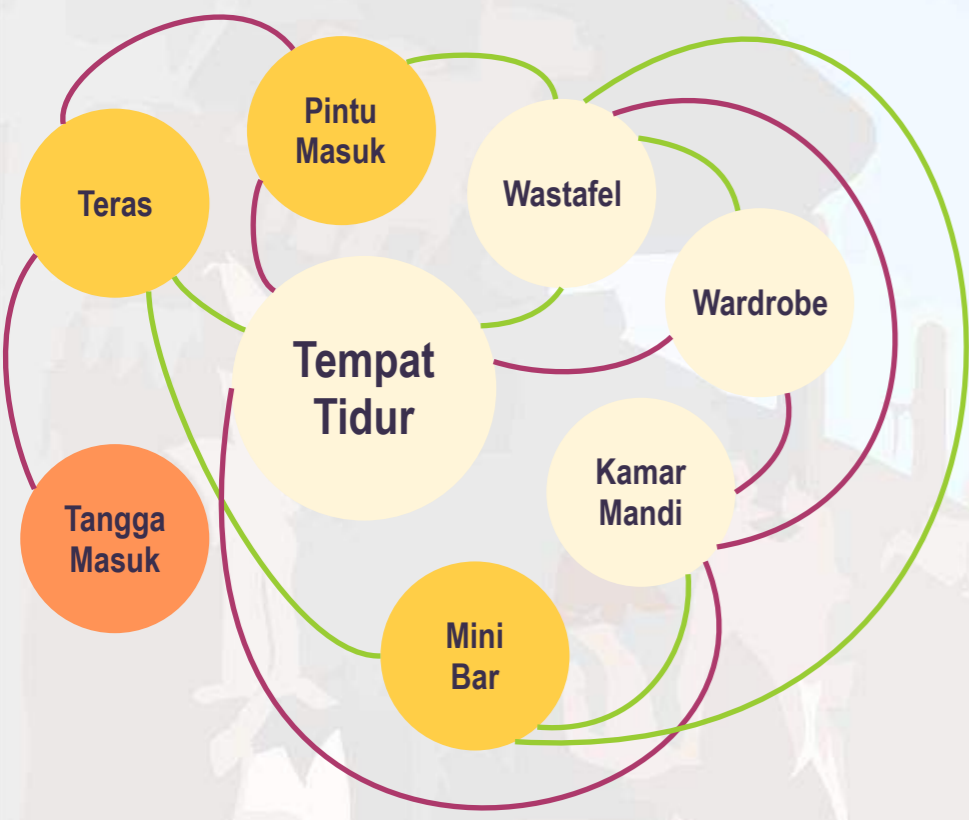 Pintu
Masuk
Teras
Wastafel
Wardrobe
Tempat
Tidur
Kamar
Mandi
Tangga
Masuk
Mini
Bar